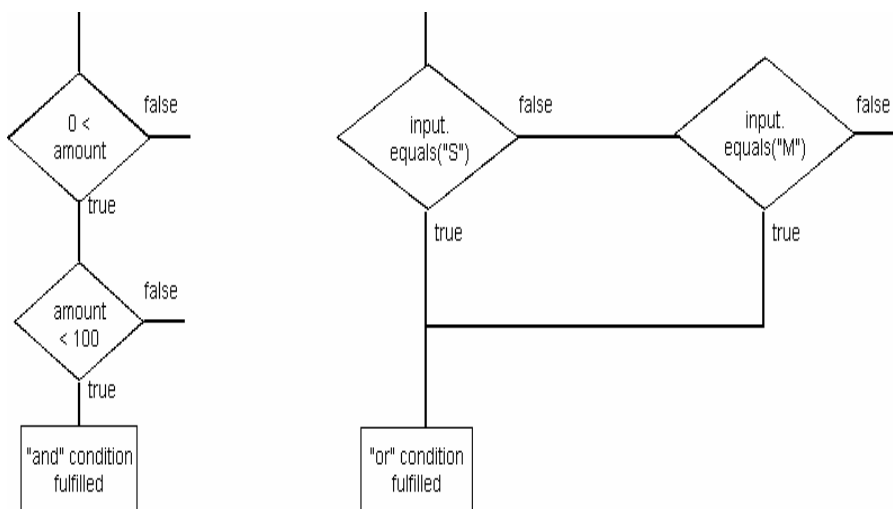 0 <
amount
false
true
amount
< 100
false
true
"and" condition
fulfilled
input.
equals("S")
false
true
input.
equals("M")
false
true
"or" condition
fulfilled